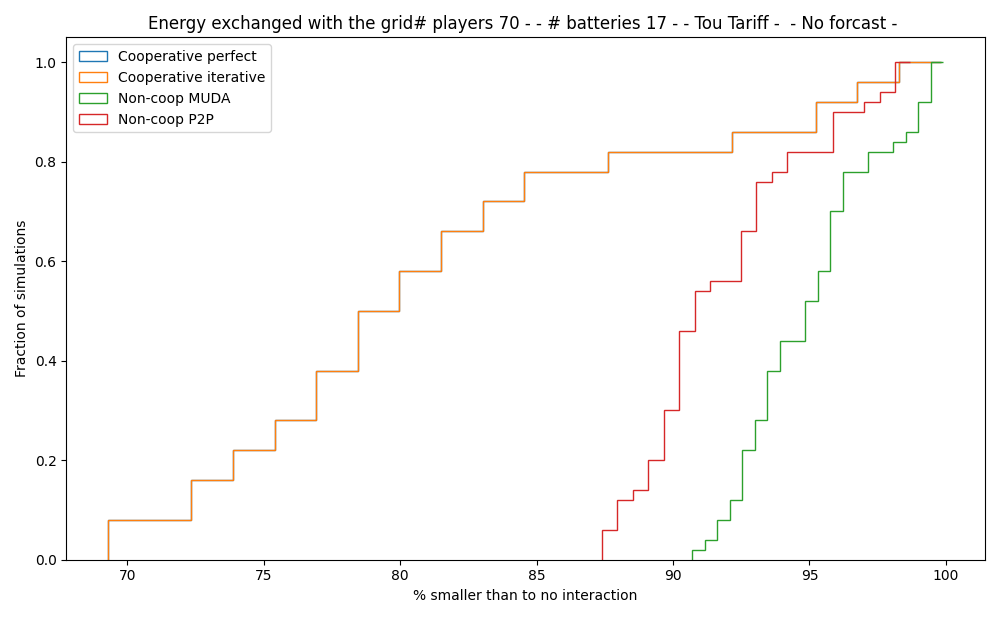 Energy exchanged with the grid# players 70 - - # batteries 17 - - Tou Tariff -  - No forcast -
Cooperative perfect
Cooperative iterative
Non-coop MUDA
Non-coop P2P
Fraction of simulations
1.0
0.8
0.6
0.4
0.2
0.0
70 75 80 85 90 95 100
% smaller than to no interaction